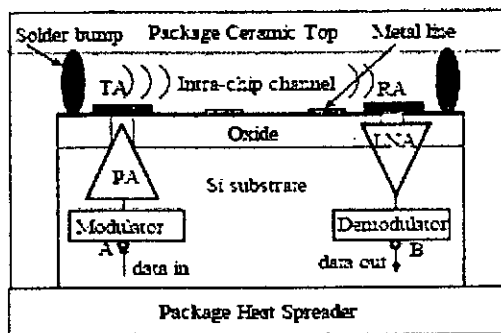 Package Ceramic Top
Solder bump
Metal line
TA
Intra-chip channel
RA
Oxide
PA
LNA
Si substrate
Modulator
Demodulator
A
B
data in
data out
Package Heat Spreader